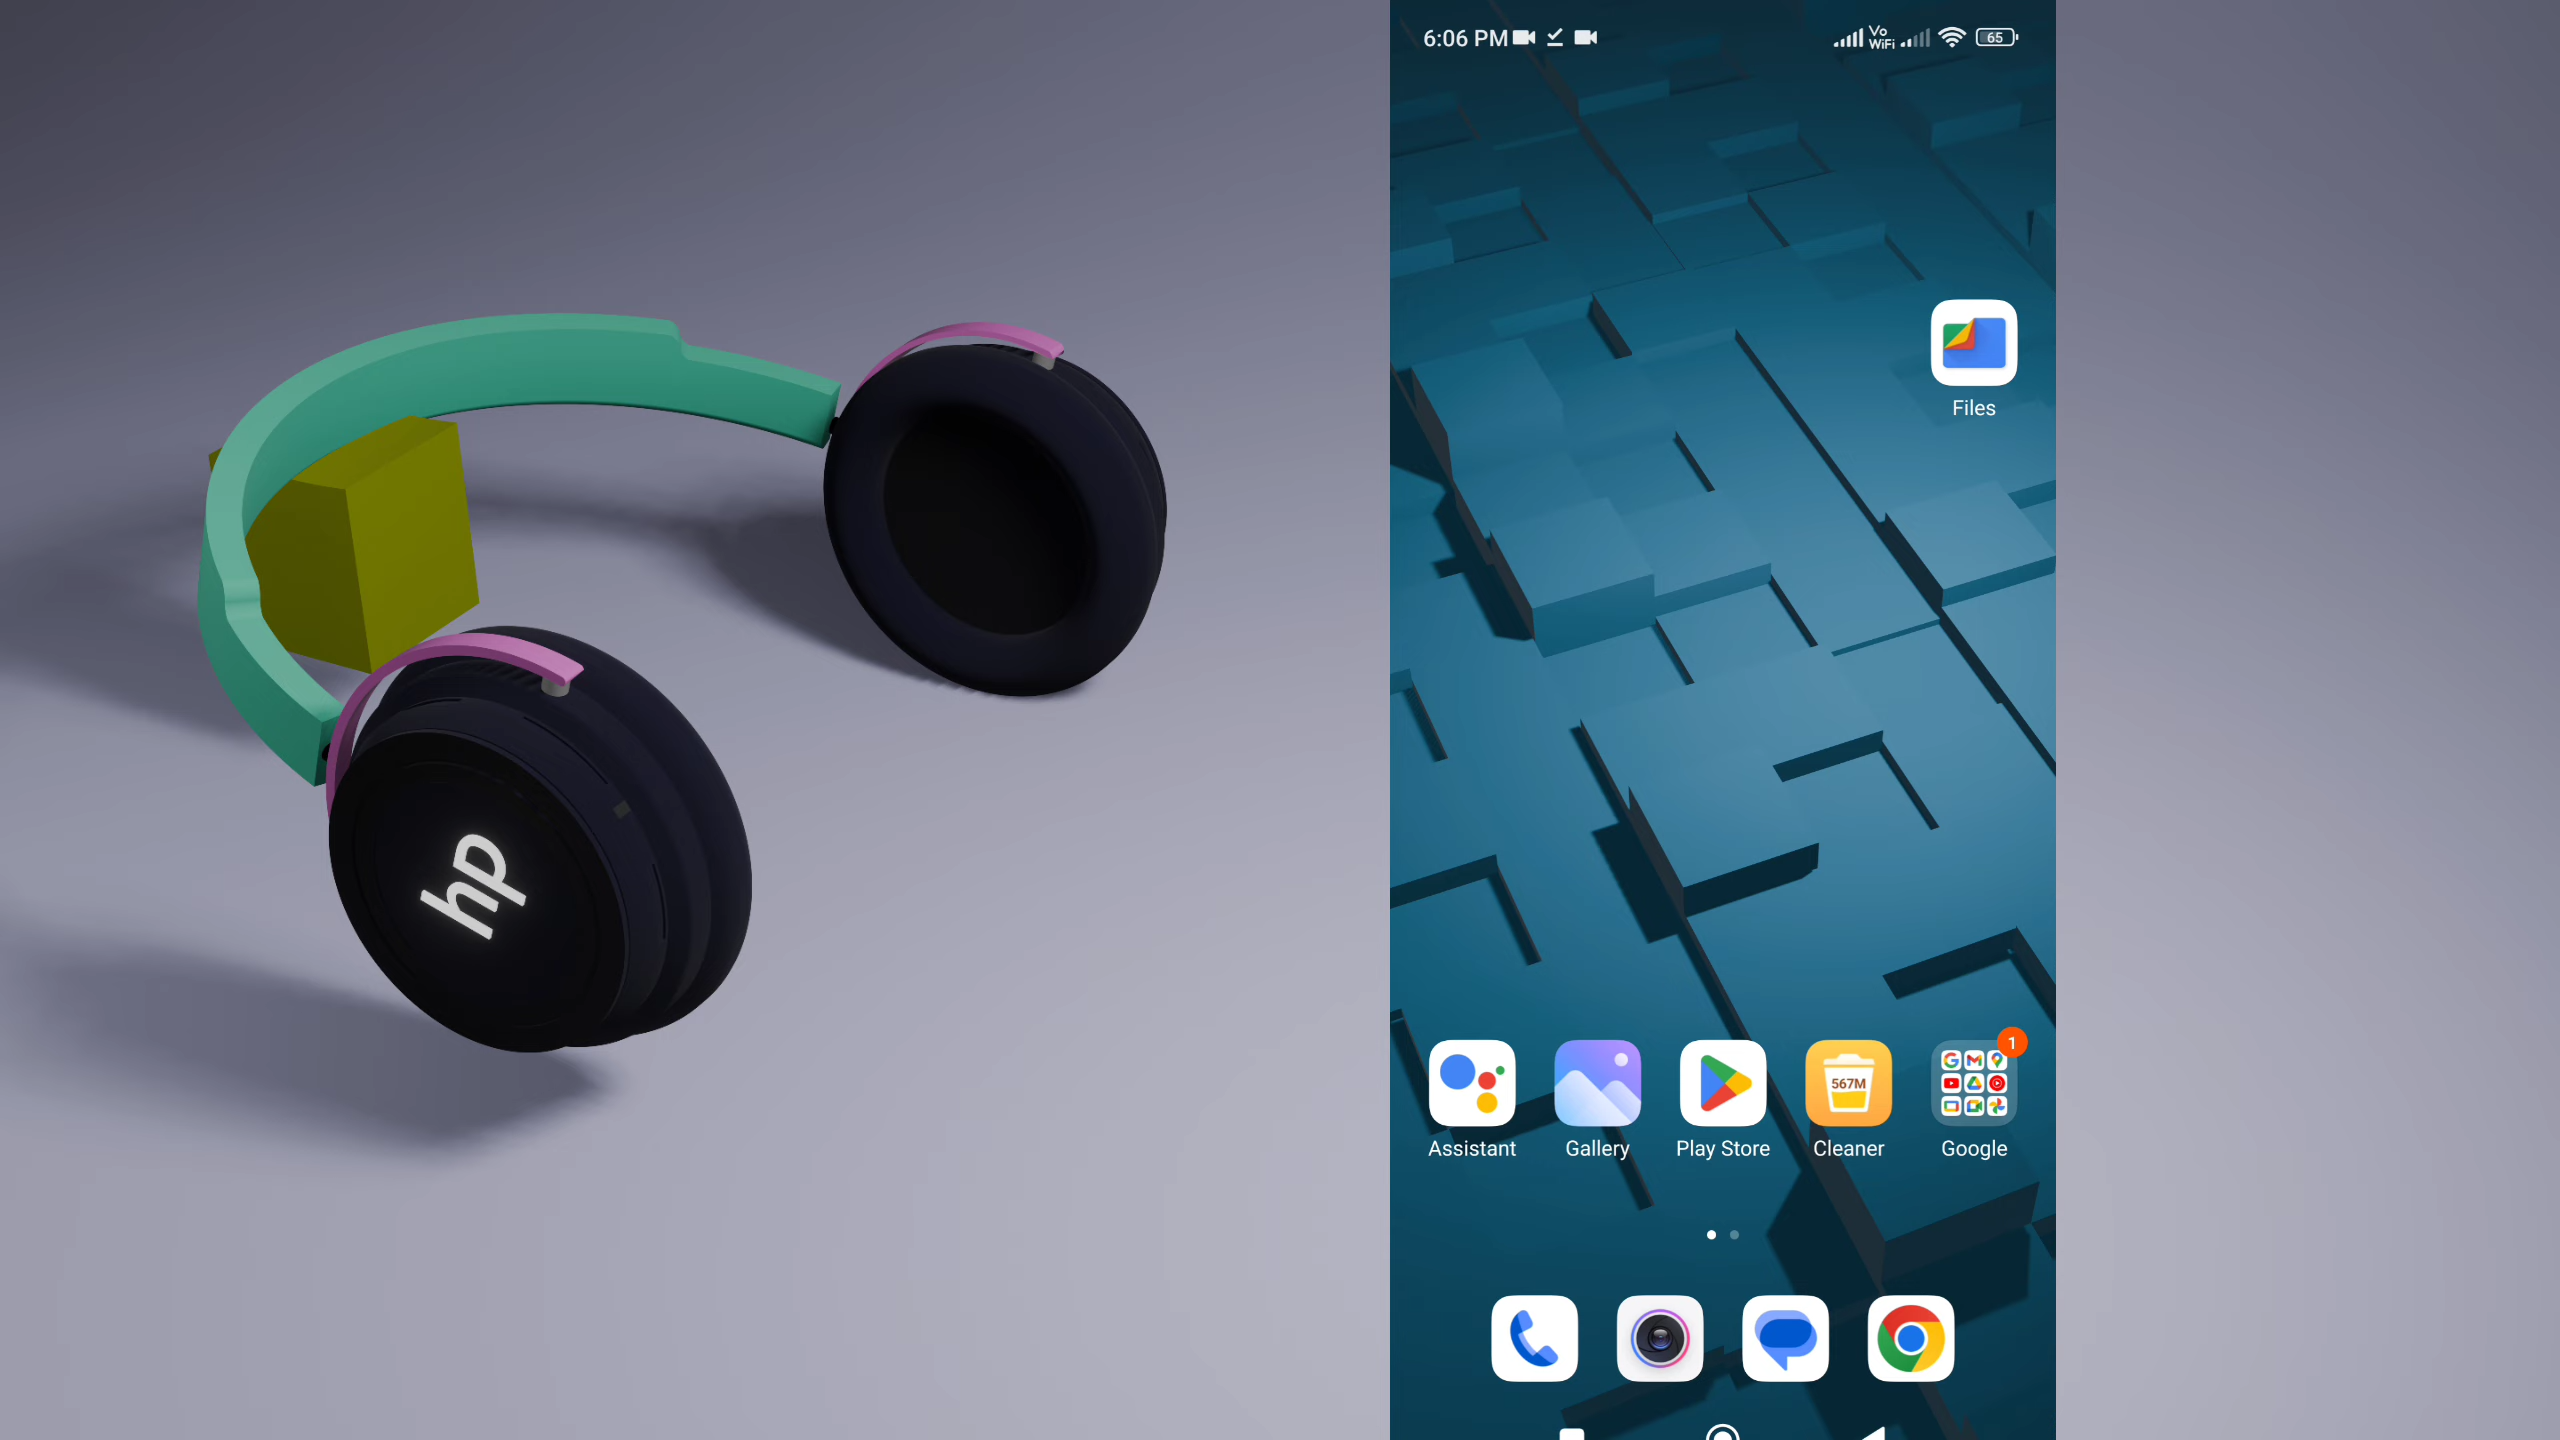 6:06 PM
Vo
WiFi
65
Files
hp
567M
1
Assistant
Gallery
Play Store
Cleaner
Google